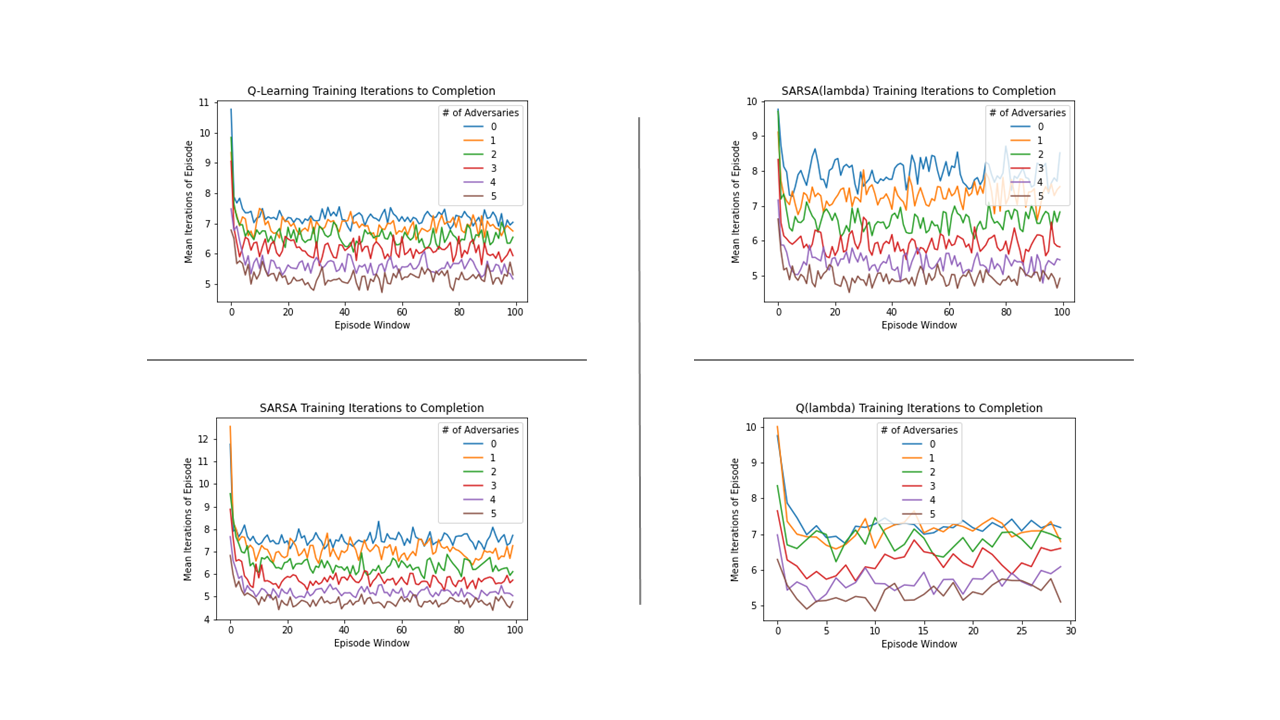 Q-Learning Training Iterations to Completion
Mean Iterations of Episode
11
10
9
8
7
6
5
# of Adversaries
0
1
2
3
4
5
0 20 40 60 80 100
Episode Window
SARSA(lambda) Training Iterations to Completion
Mean Iterations of Episode
10
9
8
7
6
5
# of Adversaries
0
1
2
3
4
5
0 20 40 60 80 100
Episode Window
SARSA Training Iterations to Completion
Mean Iterations of Episode
12
11
10
9
8
7
6
5
4
# of Adversaries
0
1
2
3
4
5
0 20 40 60 80 100
Episode Window
Q(lambda) Training Iterations to Completion
Mean Iterations of Episode
10
9
8
7
6
5
# of Adversaries
0
1
2
3
4
5
0 5 10 15 20 25 30
Episode Window